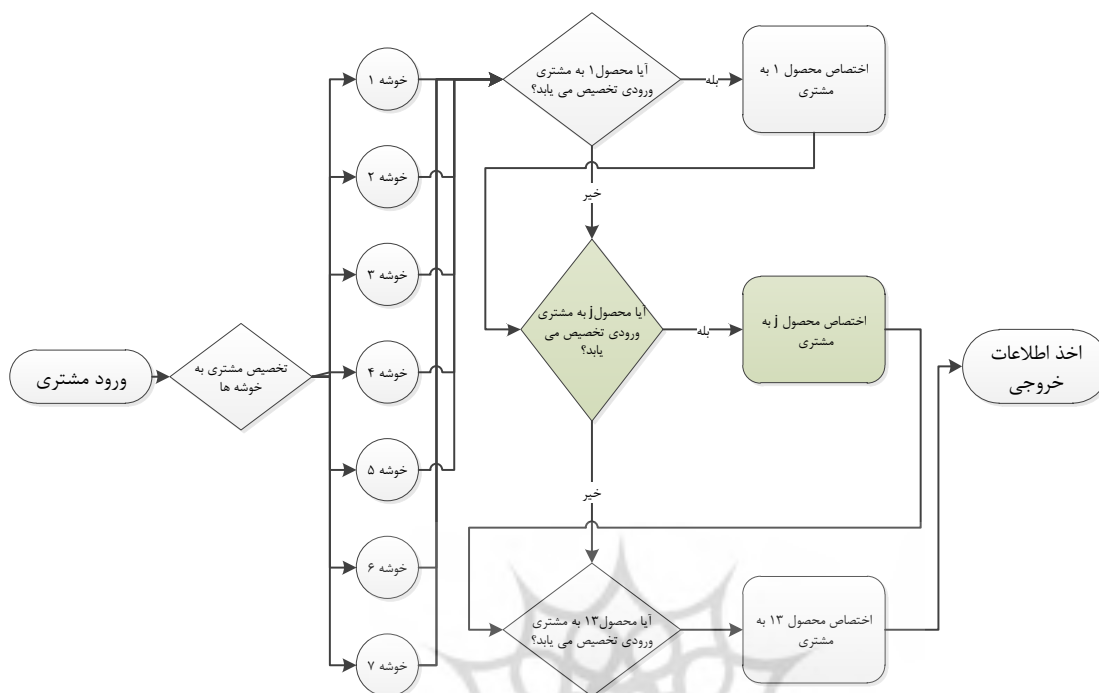 ورود مشتری
تخصیص مشتری به
خوشه ها
خوشه ۱
خوشه ۲
خوشه ۳
خوشه ۴
خوشه ۵
خوشه ۶
خوشه ۷
آیا محصول۱ به مشتری
ورودی تخصیص می یابد؟
بله
اختصاص محصول ۱ به
مشتری
خیر
آیا محصولj به مشتری
ورودی تخصیص می
یابد؟
بله
اختصاص محصول j به
مشتری
خیر
آیا محصول۱۳ به مشتری
ورودی تخصیص می یابد؟
اختصاص محصول ۱۳ به
مشتری
اخذ اطلاعات
خروجی